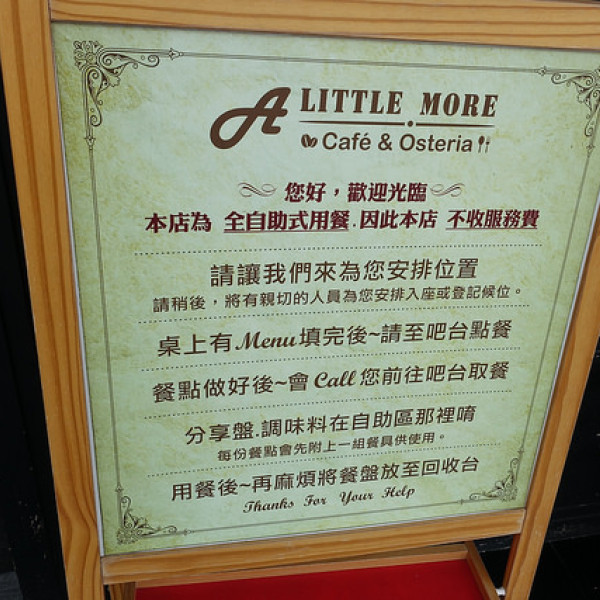 A LITTLE MORE
Café & Osteria
您好，歡迎光臨
本店為 全自助式用餐.因此本店 不收服務費
請讓我們來為您安排位置
請稍後，將有親切的人員為您安排入座或登記候位。
桌上有Menu填完後~請至吧台點餐
餐點做好後~會Call您前往吧台取餐
分享盤.調味料在自助區那裡唷
每份餐點會先附上一組餐具供使用。
用餐後~再麻煩將餐盤放至回收台
Thanks For Your Help